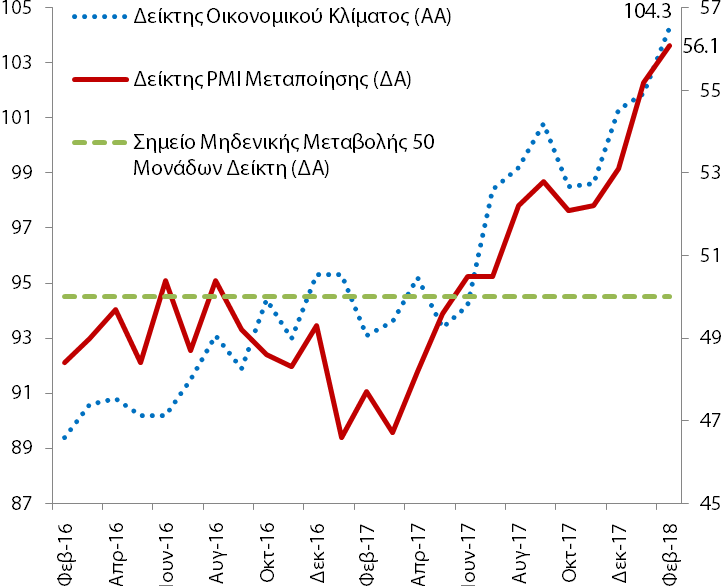 105
103
101
99
97
95
93
91
89
87
Δείκτης Οικονομικού Κλίματος (ΑΑ)
Δείκτης PMI Μεταποίησης (ΔΑ)
Σημείο Μηδενικής Μεταβολής 50
Μονάδων Δείκτη (ΔΑ)
104.3
56.1
57
55
53
51
49
47
45
Φεβ-16
Απρ-16
Ιουν-16
Αυγ-16
Οκτ-16
Δεκ-16
Φεβ-17
Απρ-17
Ιουν-17
Αυγ-17
Οκτ-17
Δεκ-17
Φεβ-18